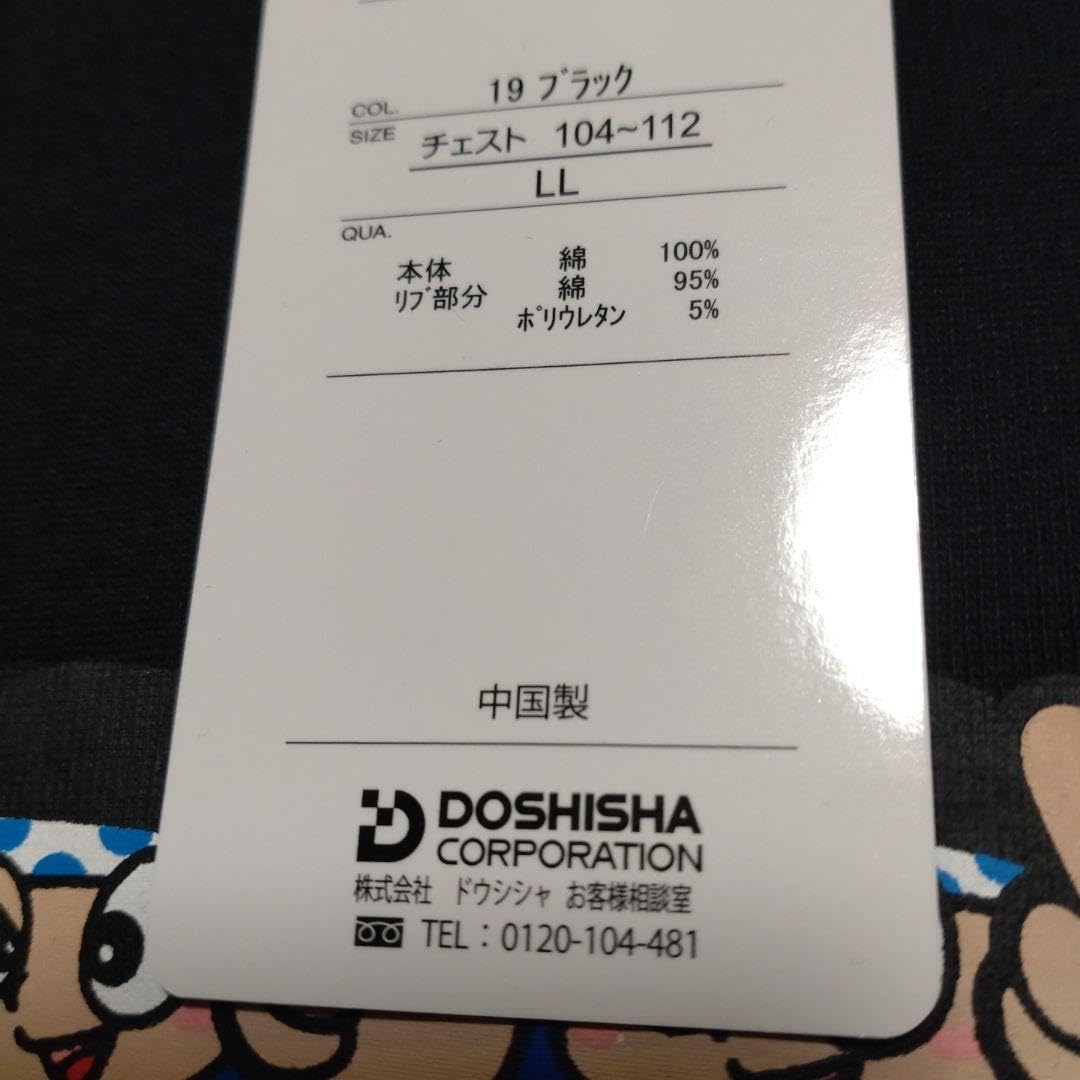 COL. 19 ブラック
SIZE チェスト 104~112
LL
QUA.
本体 綿 100%
リブ部分 綿 95%
ポリウレタン 5%
中国製
DOSHISHA
CORPORATION
株式会社 ドウシシャ お客様相談室
TEL：0120-104-481